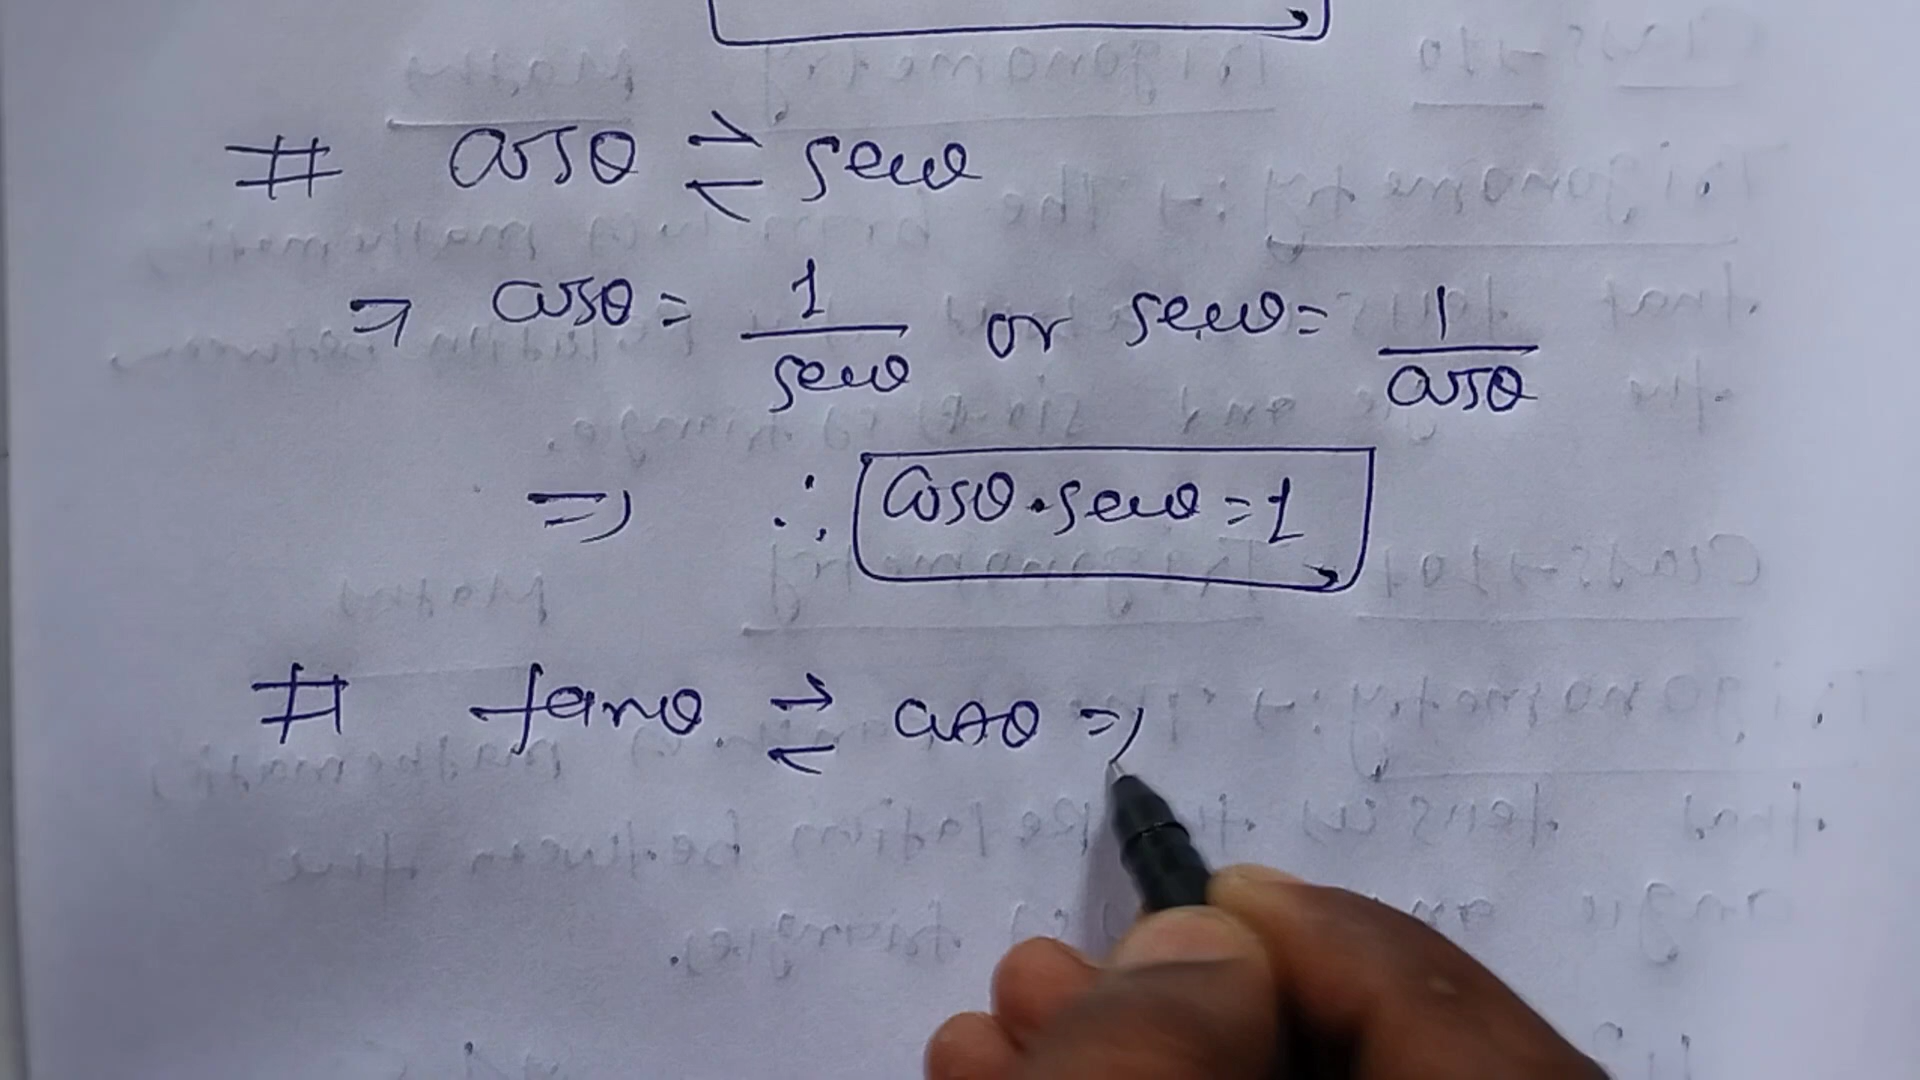 # cosθ ⇌ secθ
⇒ cosθ = 1/secθ or secθ = 1/cosθ
⇒ ∴ cosθ · secθ = 1
# tanθ ⇌ cotθ ⇒